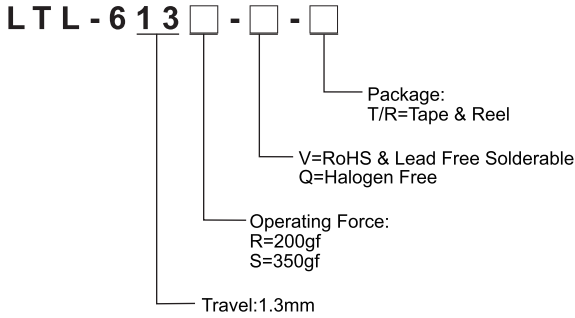 LTL-613□-□-□
Package:
T/R=Tape & Reel
V=RoHS & Lead Free Solderable
Q=Halogen Free
Operating Force:
R=200gf
S=350gf
Travel:1.3mm